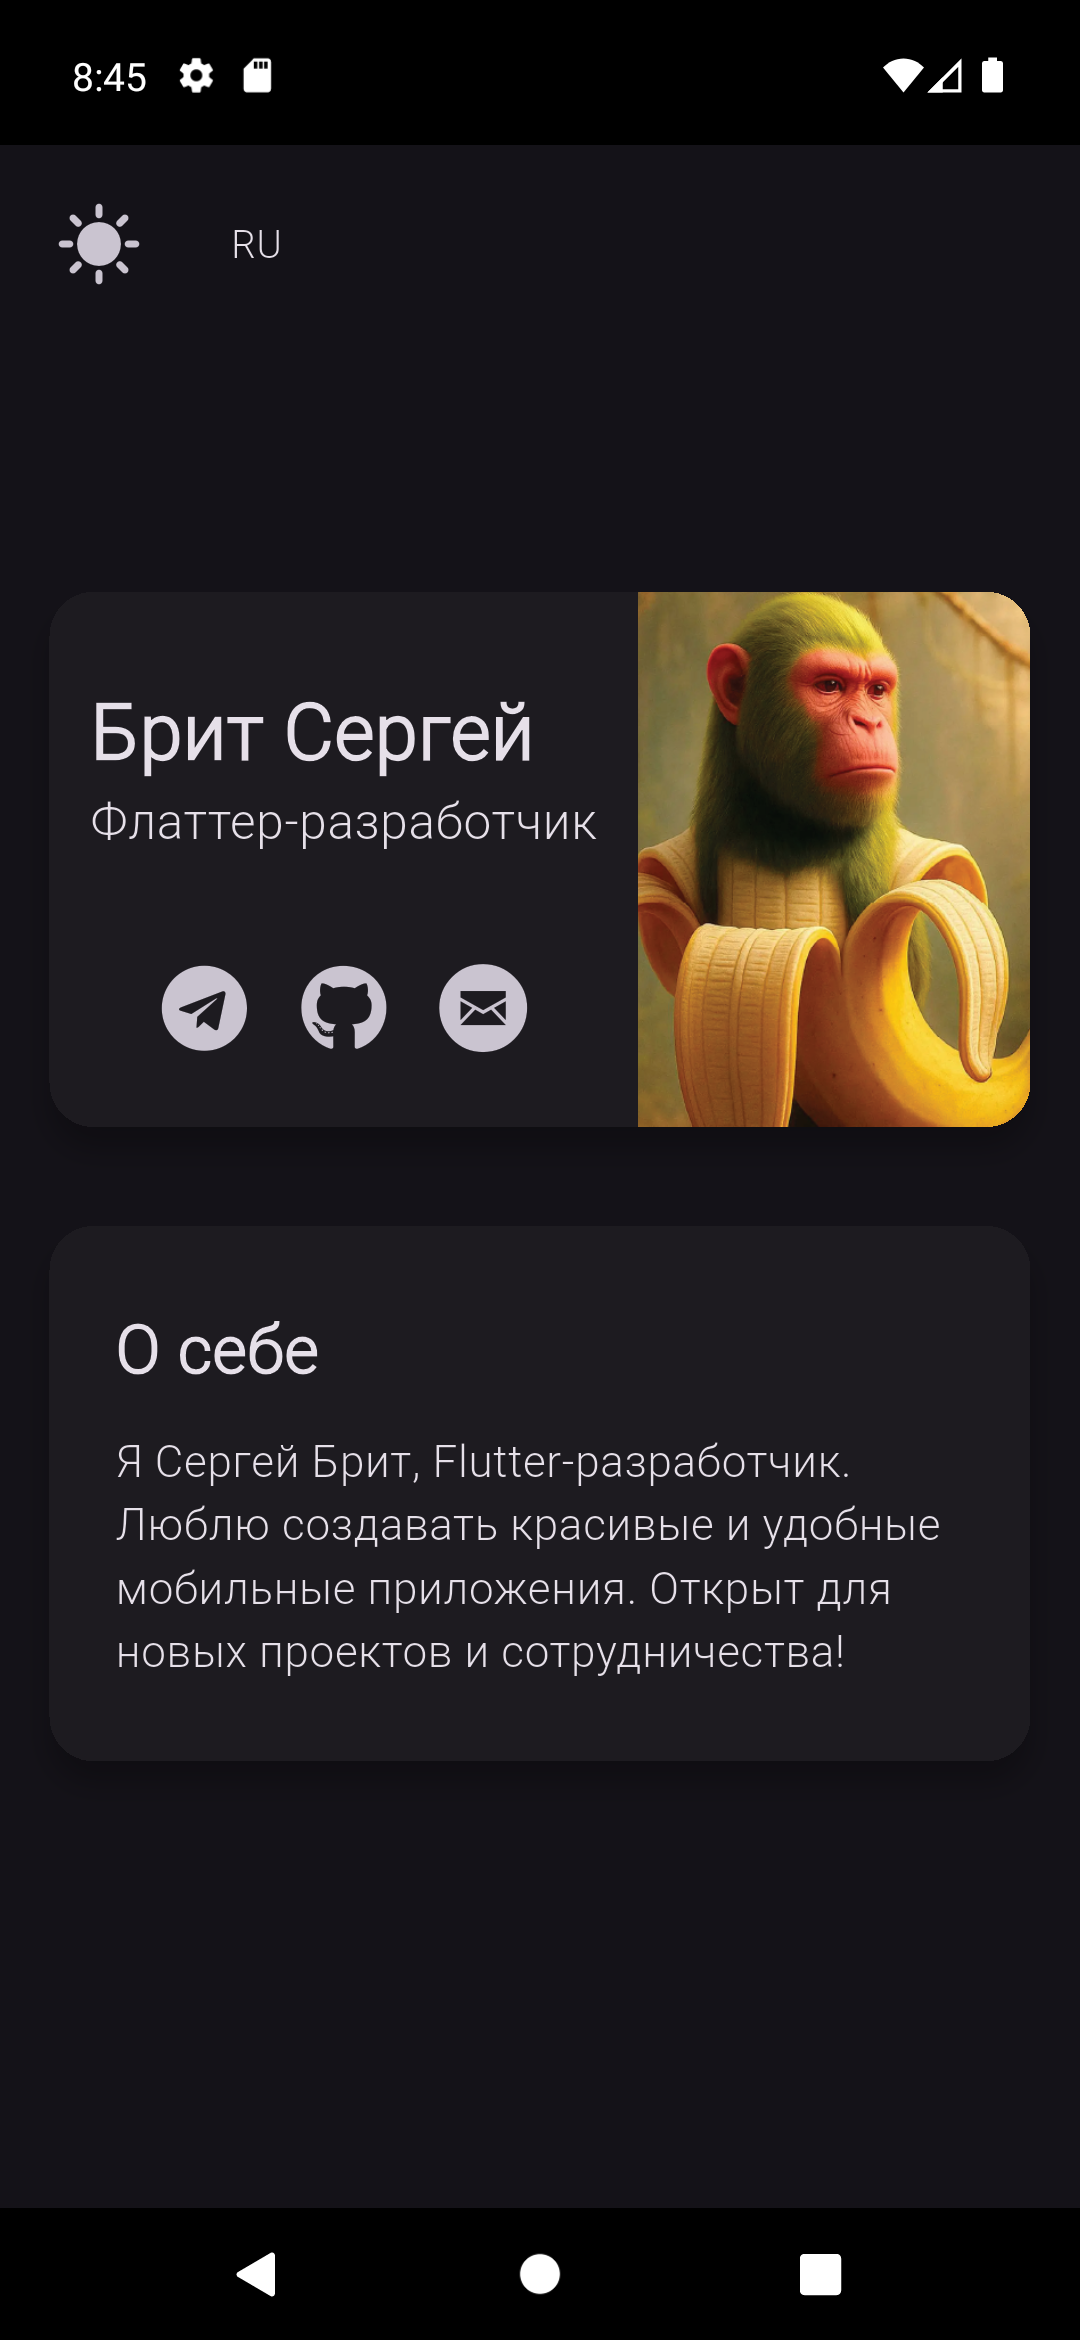 8:45
RU
Брит Сергей
Флаттер-разработчик
О себе
Я Сергей Брит, Flutter-разработчик.
Люблю создавать красивые и удобные
мобильные приложения. Открыт для
новых проектов и сотрудничества!